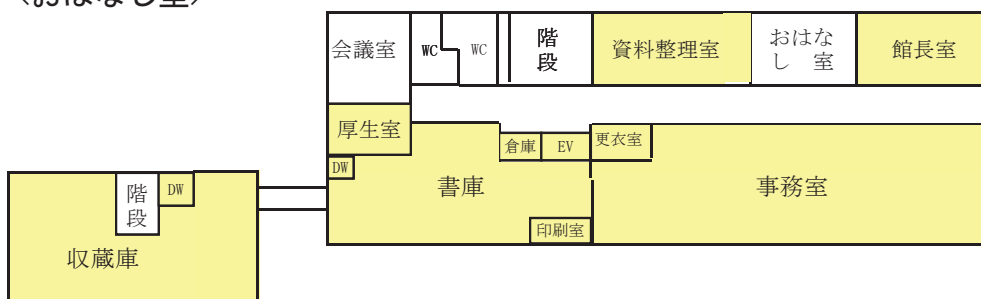 〈おはなし室〉
会議室
WC
WC
階
段
資料整理室
おはな
し 室
館長室
厚生室
倉庫
EV
更衣室
DW
書庫
事務室
階
段
DW
印刷室
収蔵庫